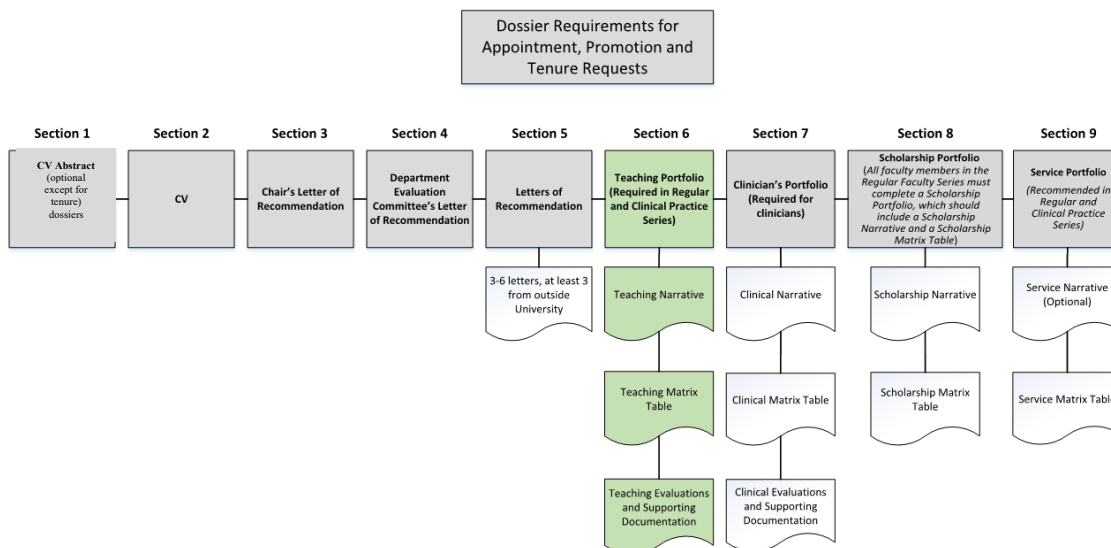 Dossier Requirements for
Appointment, Promotion and
Tenure Requests
Section 1
Section 2
Section 3
Section 4
Section 5
Section 6
Section 7
Section 8
Section 9
CV Abstract
(optional
except for
tenure)
dossiers
CV
Chair's Letter of
Recommendation
Department
Evaluation
Committee's Letter
of Recommendation
Letters of
Recommendation
Teaching Portfolio
(Required in Regular
and Clinical Practice
Series)
Clinician's Portfolio
(Required for
clinicians)
Scholarship Portfolio
(All faculty members in the
Regular Faculty Series must
complete a Scholarship
Portfolio, which should
include a Scholarship
Narrative and a Scholarship
Matrix Table)
Service Portfolio
(Recommended in
Regular and
Clinical Practice
Series)
3-6 letters, at least 3
from outside
University
Teaching Narrative
Clinical Narrative
Scholarship Narrative
Service Narrative
(Optional)
Teaching Matrix
Table
Clinical Matrix Table
Scholarship Matrix
Table
Service Matrix Table
Teaching Evaluations
and Supporting
Documentation
Clinical Evaluations
and Supporting
Documentation